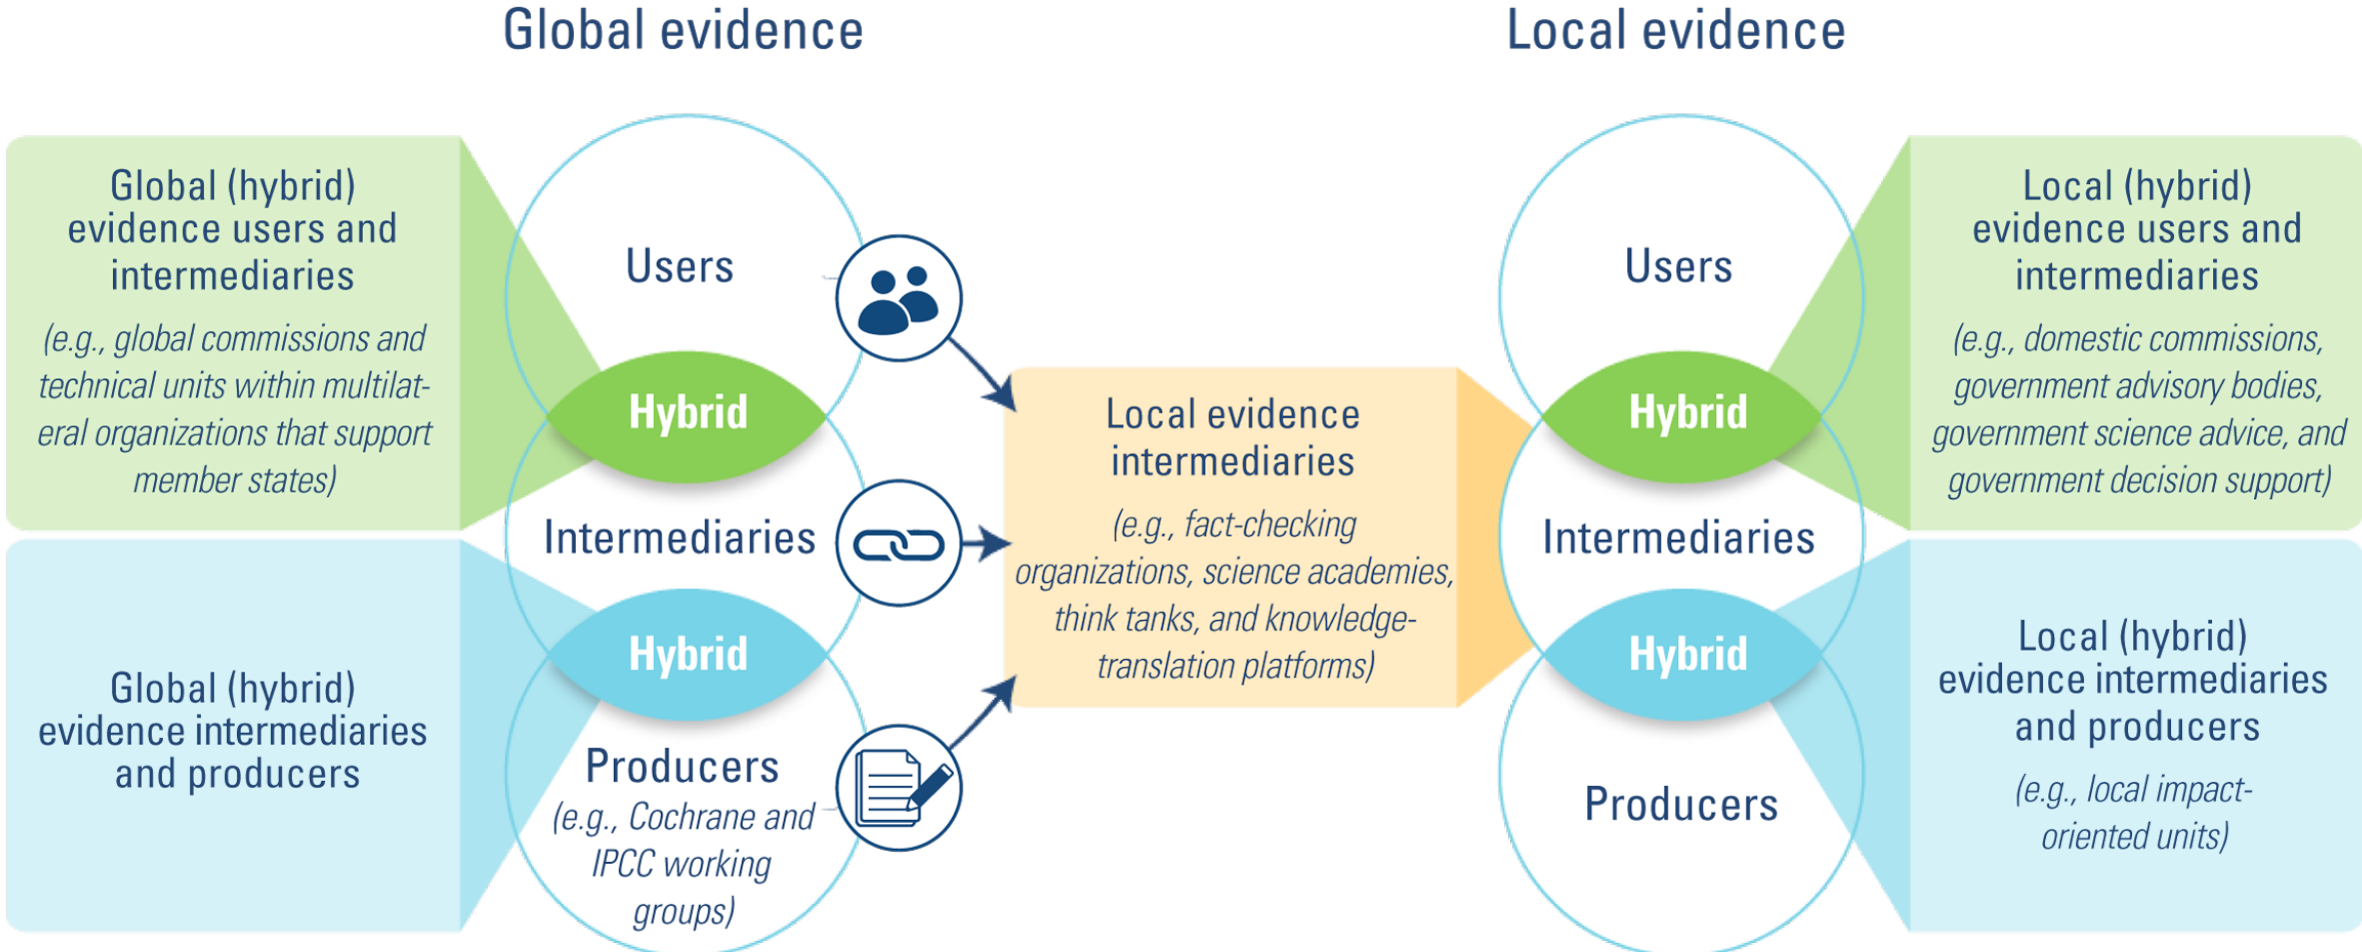 Global evidence
Local evidence
Global (hybrid)
evidence users and
intermediaries
(e.g., global commissions and
technical units within multilat-
eral organizations that support
member states)
Global (hybrid)
evidence intermediaries
and producers
Users
Hybrid
Intermediaries
Hybrid
Producers
(e.g., Cochrane and
IPCC working
groups)
Local evidence
intermediaries
(e.g., fact-checking
organizations, science academies,
think tanks, and knowledge-
translation platforms)
Users
Hybrid
Intermediaries
Hybrid
Producers
Local (hybrid)
evidence users and
intermediaries
(e.g., domestic commissions,
government advisory bodies,
government science advice, and
government decision support)
Local (hybrid)
evidence intermediaries
and producers
(e.g., local impact-
oriented units)